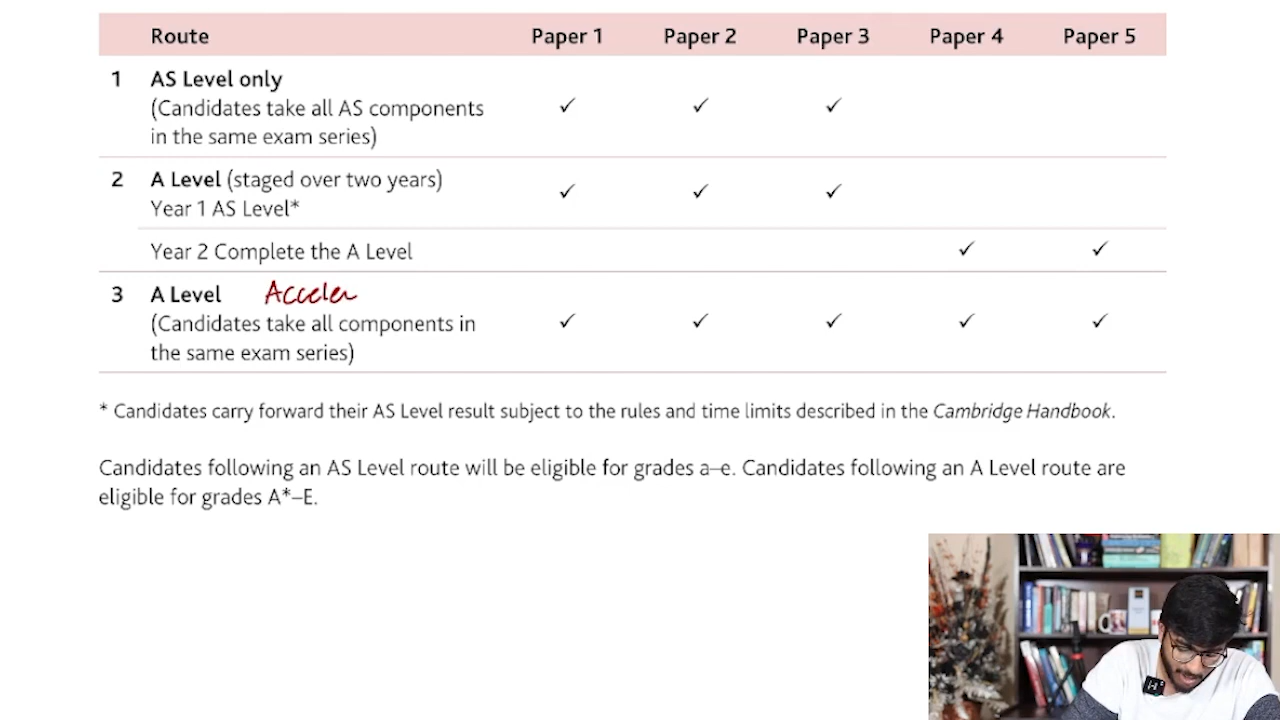 Route Paper 1 Paper 2 Paper 3 Paper 4 Paper 5
1 AS Level only
(Candidates take all AS components ✓ ✓ ✓
in the same exam series)
2 A Level (staged over two years) ✓ ✓ ✓
Year 1 AS Level*
Year 2 Complete the A Level ✓ ✓
3 A Level Acceler
(Candidates take all components in ✓ ✓ ✓ ✓ ✓
the same exam series)
* Candidates carry forward their AS Level result subject to the rules and time limits described in the Cambridge Handbook.
Candidates following an AS Level route will be eligible for grades a–e. Candidates following an A Level route are
eligible for grades A*–E.